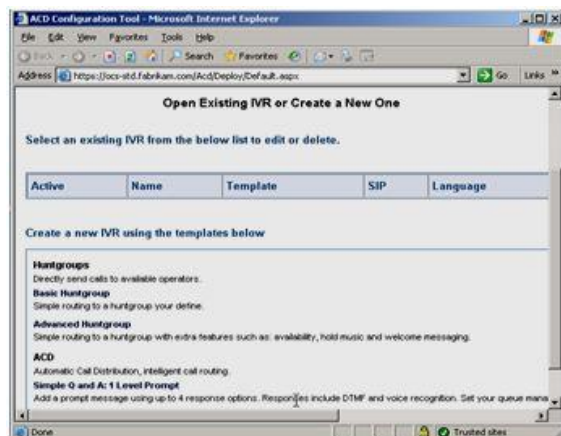 ACD Configuration Tool - Microsoft Internet Explorer
File Edit View Favorites Tools Help
Back Search Favorites
Address https://ocs-std.fabrikam.com/Acd/Deploy/Default.aspx Go Links »
Open Existing IVR or Create a New One
Select an existing IVR from the below list to edit or delete.
Active Name Template SIP Language
Create a new IVR using the templates below
Huntgroups
Directly send calls to available operators.
Basic Huntgroup
Simple routing to a huntgroup your define.
Advanced Huntgroup
Simple routing to a huntgroup with extra features such as: availability, hold music and welcome messaging.
ACD
Automatic Call Distribution, intelligent call routing.
Simple Q and A: 1 Level Prompt
Add a prompt message using up to 4 response options. Responses include DTMF and voice recognition. Set your queue mana
Done Trusted sites